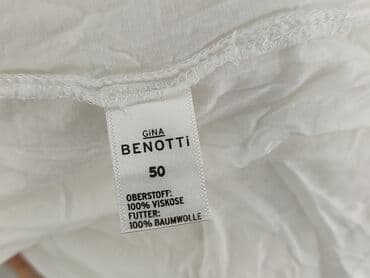 GiNA
BENOTTi
50
OBERSTOFF:
100% VISKOSE
FUTTER:
100% BAUMWOLLE